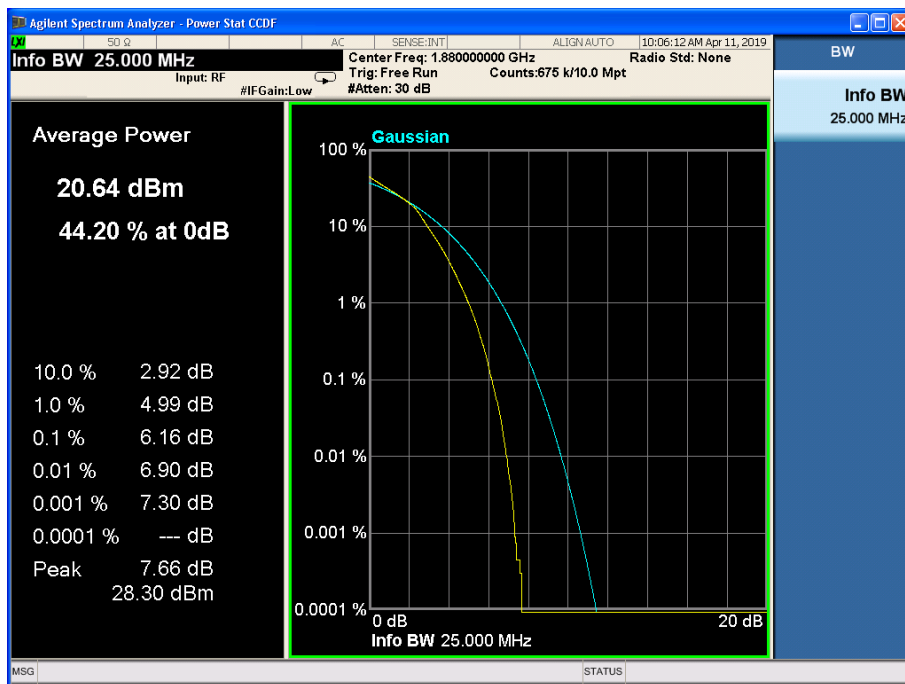 Agilent Spectrum Analyzer - Power Stat CCDF
LXI 50 Ω AC SENSE:INT ALIGN AUTO 10:06:12 AM Apr 11, 2019
Info BW 25.000 MHz
Center Freq: 1.880000000 GHz Radio Std: None
Input: RF Trig: Free Run Counts:675 k/10.0 Mpt
#IFGain:Low #Atten: 30 dB
BW
Info BW
25.000 MHz
Average Power
20.64 dBm
44.20 % at 0dB
10.0 % 2.92 dB
1.0 % 4.99 dB
0.1 % 6.16 dB
0.01 % 6.90 dB
0.001 % 7.30 dB
0.0001 % --- dB
Peak 7.66 dB
28.30 dBm
Gaussian
100 %
10 %
1 %
0.1 %
0.01 %
0.001 %
0.0001 %
0 dB 20 dB
Info BW 25.000 MHz
MSG STATUS